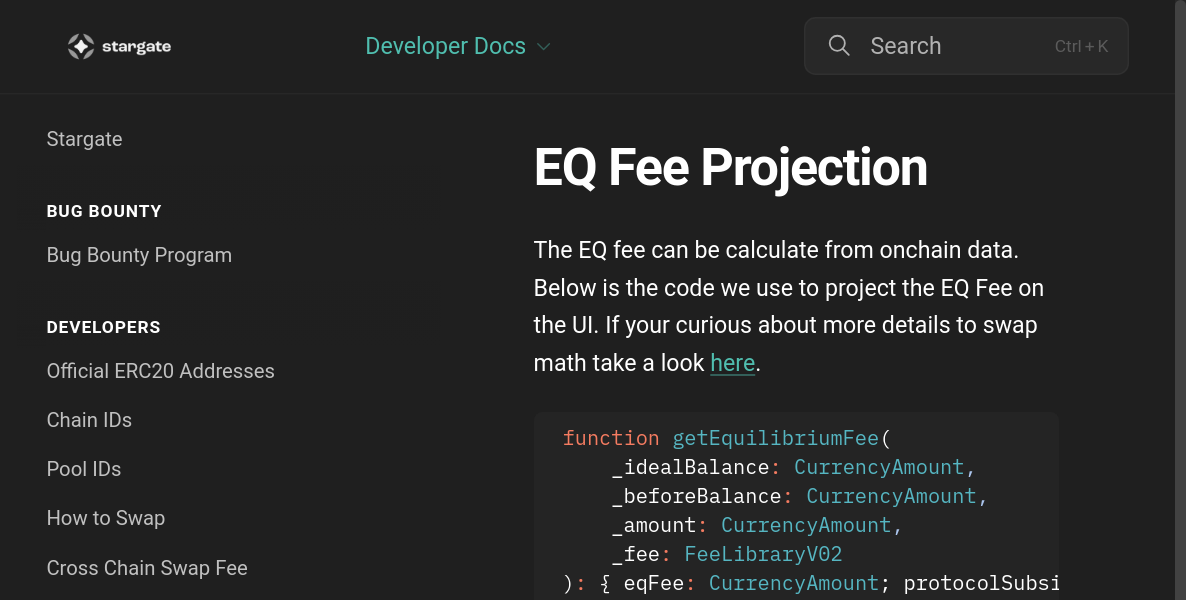 stargate
Developer Docs
Search
Ctrl + K
Stargate
BUG BOUNTY
Bug Bounty Program
DEVELOPERS
Official ERC20 Addresses
Chain IDs
Pool IDs
How to Swap
Cross Chain Swap Fee
EQ Fee Projection
The EQ fee can be calculate from onchain data.
Below is the code we use to project the EQ Fee on
the UI. If your curious about more details to swap
math take a look here.
function getEquilibriumFee(
    _idealBalance: CurrencyAmount,
    _beforeBalance: CurrencyAmount,
    _amount: CurrencyAmount,
    _fee: FeeLibraryV02
): { eqFee: CurrencyAmount; protocolSubsi